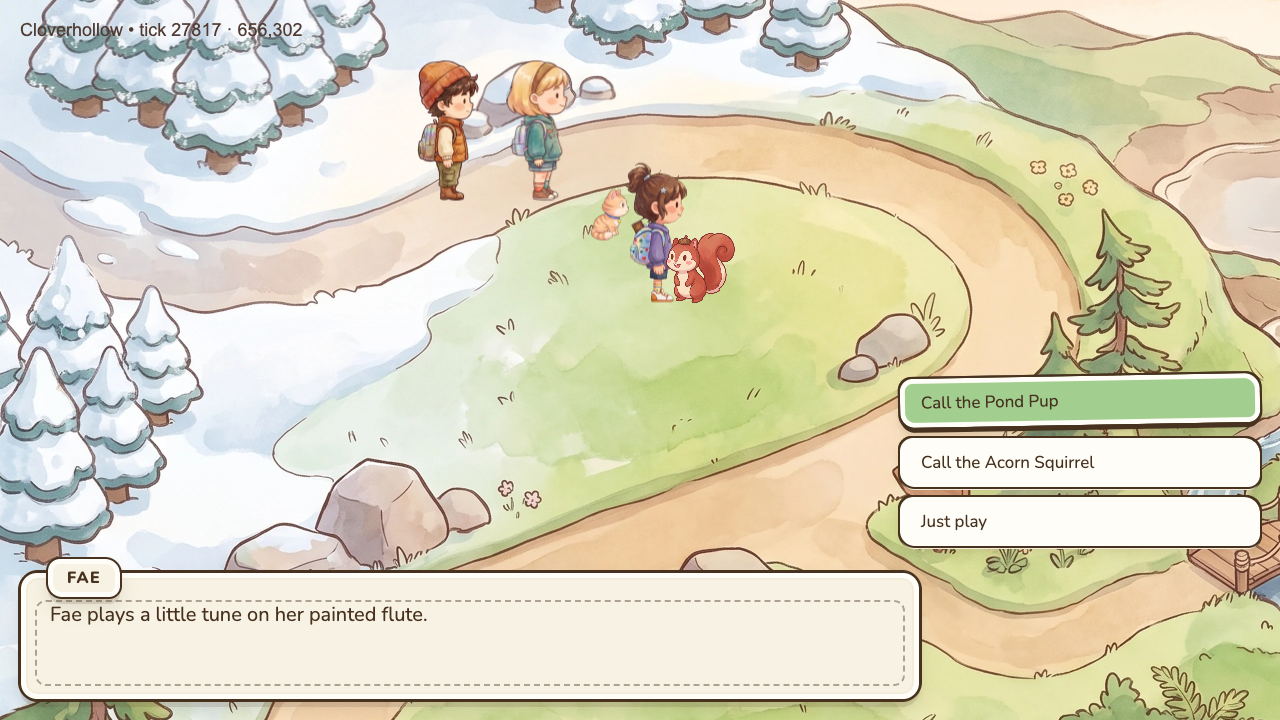 Cloverhollow • tick 27817 · 656,302
Call the Pond Pup
Call the Acorn Squirrel
Just play
FAE
Fae plays a little tune on her painted flute.